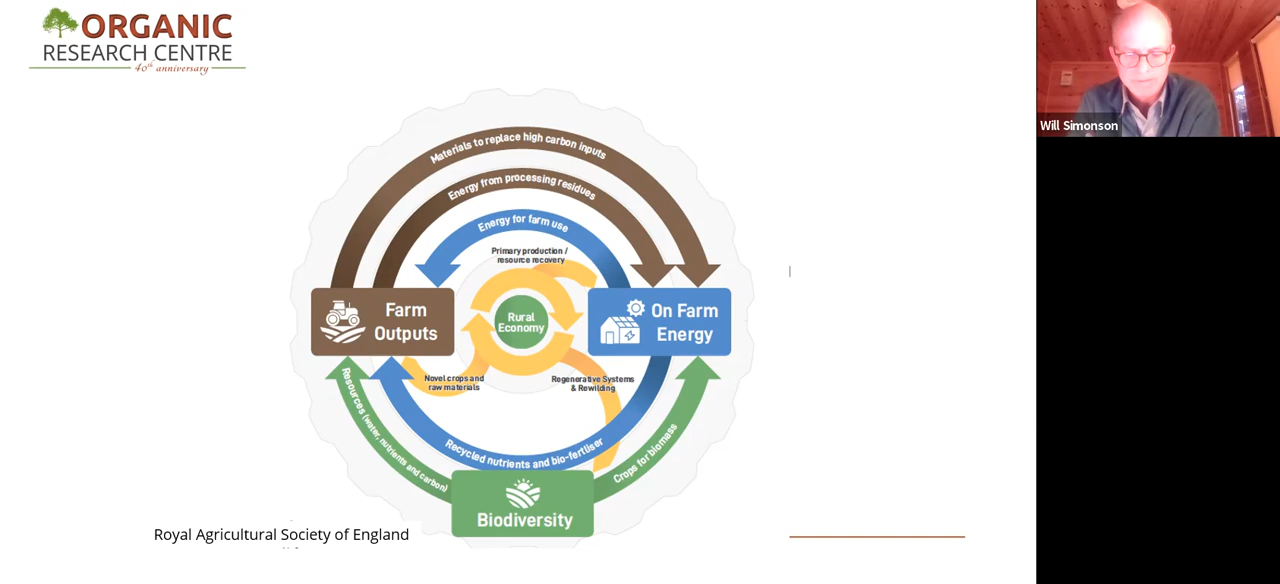 ORGANIC
RESEARCH CENTRE
40th anniversary
Will Simonson
Materials to replace high carbon inputs
Energy from processing residues
Energy for farm use
Primary production /
resource recovery
Farm
Outputs
Rural
Economy
On Farm
Energy
Novel crops and
raw materials
Regenerative Systems
& Rewilding
Resources (water, nutrients and carbon)
Recycled nutrients and bio-fertliser
Crops for biomass
Biodiversity
Royal Agricultural Society of England